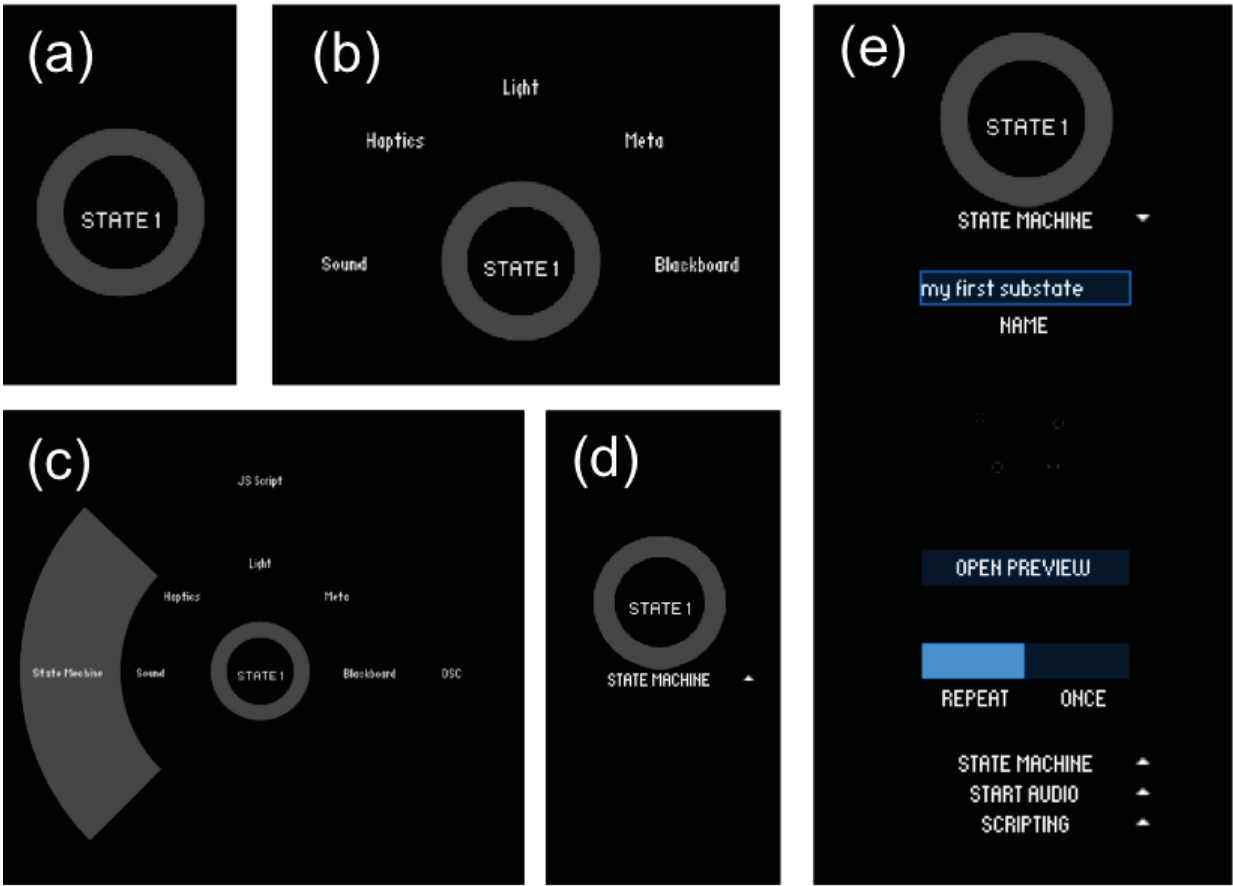 (a)
STATE 1
(b)
Light
Haptics
Meta
Sound
STATE 1
Blackboard
(c)
JS Script
Light
Haptics
Meta
State Machine
Sound
STATE 1
Blackboard
OSC
(d)
STATE 1
STATE MACHINE
(e)
STATE 1
STATE MACHINE
my first substate
NAME
OPEN PREVIEW
REPEAT
ONCE
STATE MACHINE
START AUDIO
SCRIPTING